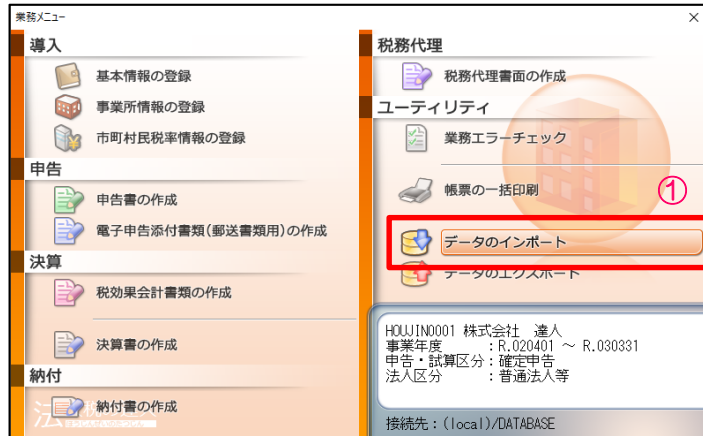 業務メニュー
導入
基本情報の登録
事業所情報の登録
市町村民税率情報の登録
申告
申告書の作成
電子申告添付書類(郵送書類用)の作成
決算
税効果会計書類の作成
決算書の作成
納付
納付書の作成
税務代理
税務代理書面の作成
ユーティリティ
業務エラーチェック
帳票の一括印刷
①
データのインポート
データのエクスポート
HOUJIN0001 株式会社 達人
事業年度 :R.020401 ~ R.030331
申告・試算区分:確定申告
法人区分 :普通法人等
接続先:(local)/DATABASE